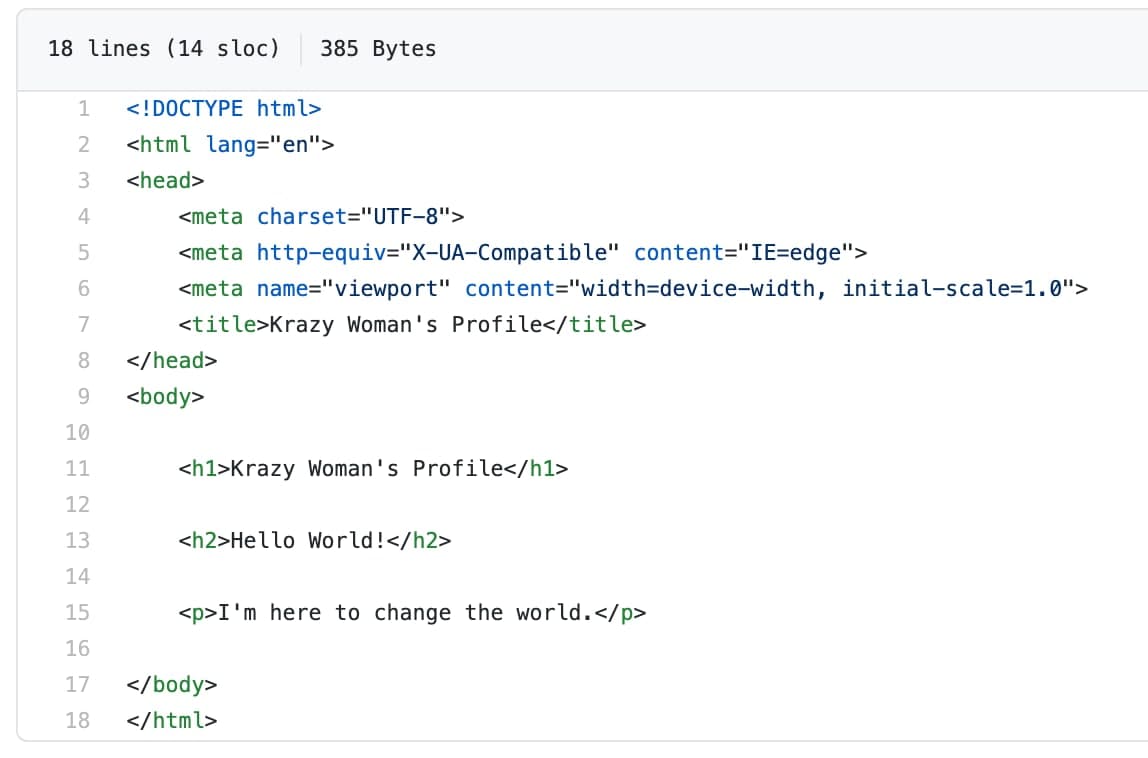 18 lines (14 sloc) 385 Bytes
1 <!DOCTYPE html>
2 <html lang="en">
3 <head>
4     <meta charset="UTF-8">
5     <meta http-equiv="X-UA-Compatible" content="IE=edge">
6     <meta name="viewport" content="width=device-width, initial-scale=1.0">
7     <title>Krazy Woman's Profile</title>
8 </head>
9 <body>
10
11     <h1>Krazy Woman's Profile</h1>
12
13     <h2>Hello World!</h2>
14
15     <p>I'm here to change the world.</p>
16
17 </body>
18 </html>